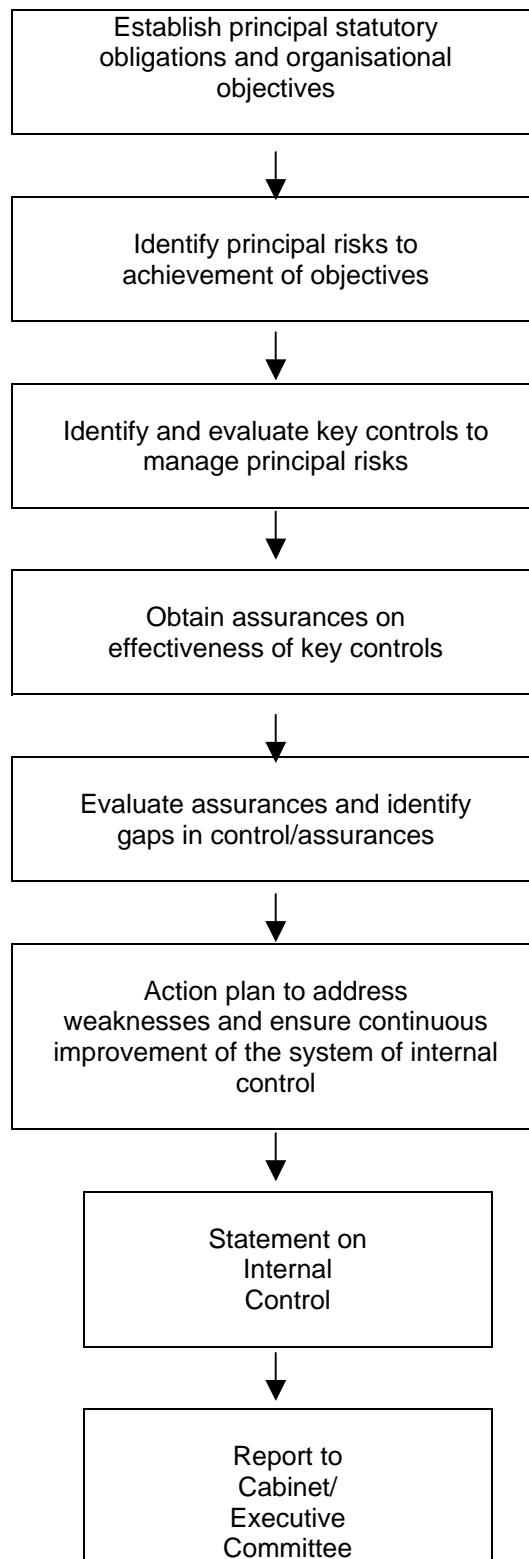 Establish principal statutory
obligations and organisational
objectives
Identify principal risks to
achievement of objectives
Identify and evaluate key controls to
manage principal risks
Obtain assurances on
effectiveness of key controls
Evaluate assurances and identify
gaps in control/assurances
Action plan to address
weaknesses and ensure continuous
improvement of the system of internal
control
Statement on
Internal
Control
Report to
Cabinet/
Executive
Committee